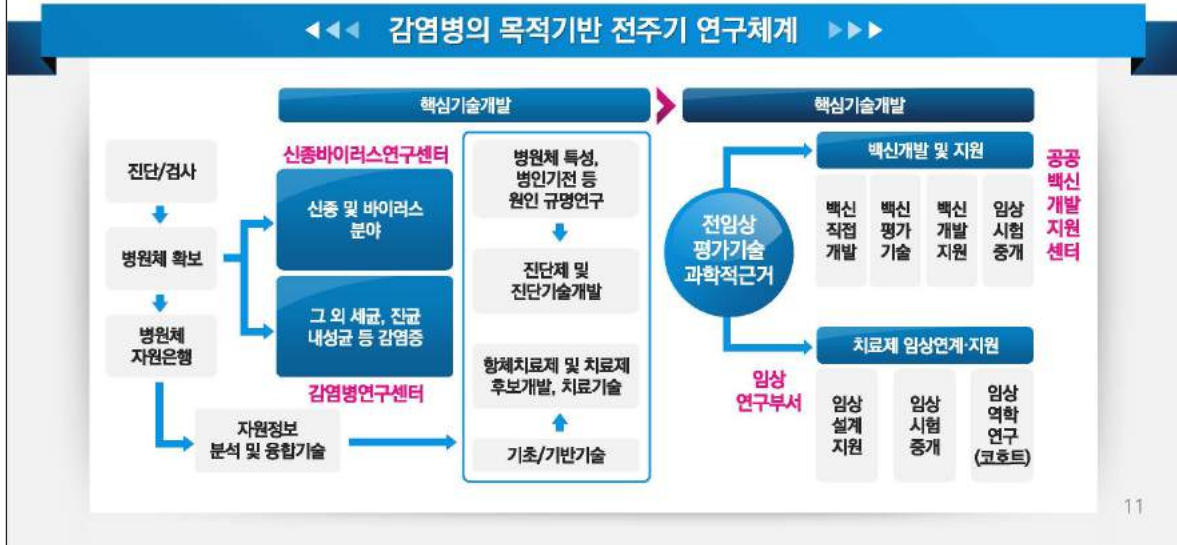 감염병의 목적기반 전주기 연구체계
핵심기술개발
핵심기술개발
진단/검사
병원체 확보
병원체
자원은행
자원정보
분석 및 융합기술
신종바이러스연구센터
신종 및 바이러스
분야
그 외 세균, 진균
내성균 등 감염증
감염병연구센터
병원체 특성,
병인기전 등
원인 규명연구
진단제 및
진단기술개발
항체치료제 및 치료제
후보개발, 치료기술
기초/기반기술
전임상
평가기술
과학적근거
백신개발 및 지원
백신
직접
개발
백신
평가
기술
백신
개발
지원
임상
시험
중개
공공
백신
개발
지원
센터
치료제 임상연계·지원
임상
연구부서
임상
설계
지원
임상
시험
중개
임상
역학
연구
(코호트)
11